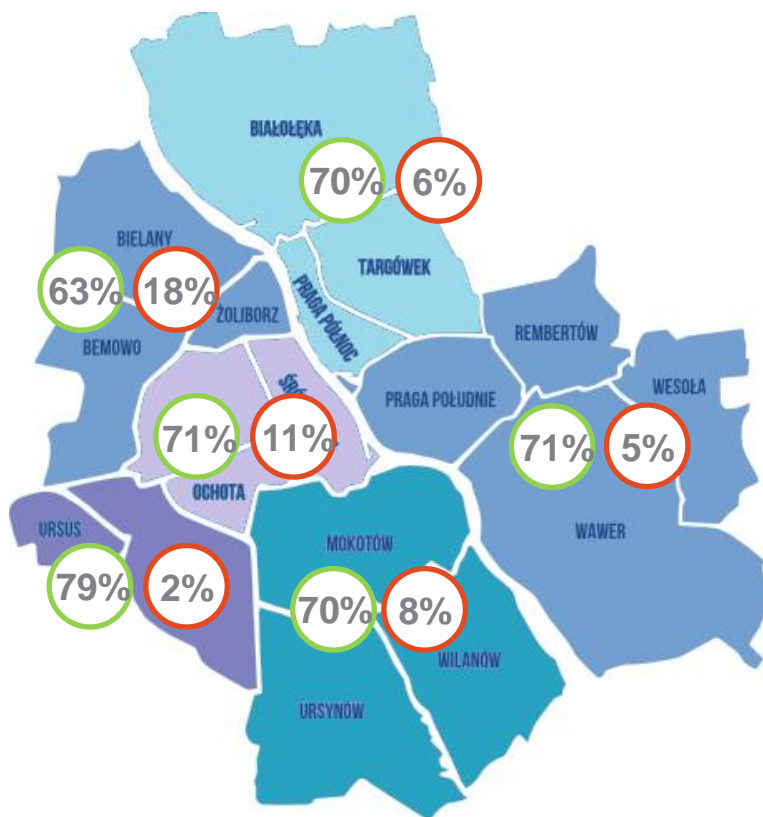 BIAŁOŁĘKA
70% 6%
BIELANY
TARGÓWEK
63% 18%
ŻOLIBORZ
PRAGA PÓŁNOC
REMBERTÓW
BEMOWO
WESOŁA
PRAGA POŁUDNIE
71% 11%
71% 5%
OCHOTA
URSUS
WAWER
MOKOTÓW
79% 2%
70% 8%
WILANÓW
URSYNÓW